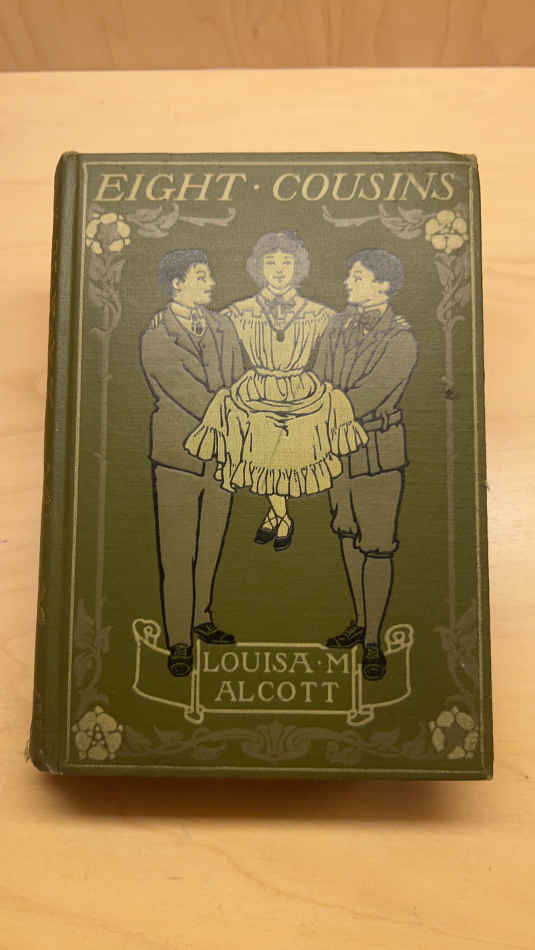 EIGHT · COUSINS
LOUISA · M
ALCOTT
A